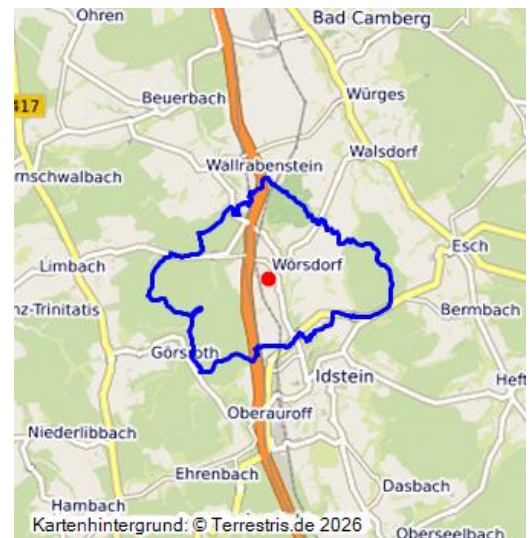 Ohren
Bad Camberg
417
Beuerbach
Würges
Wallrabenstein
Walsdorf
rnschwalbach
Esch
Limbach
Wörsdorf
nz-Trinitatis
Bermbach
Görsroth
Idstein
Heft
Oberauroff
Niederlibbach
Ehrenbach
Dasbach
Hambach
Oberseelbach
Kartenhintergrund: © Terrestris.de 2026